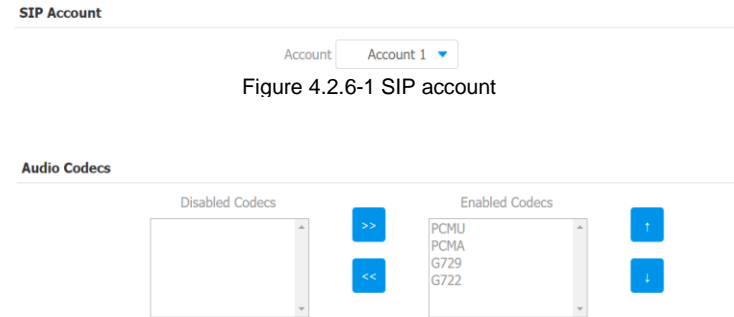 SIP Account
Account Account 1
Figure 4.2.6-1 SIP account
Audio Codecs
Disabled Codecs Enabled Codecs
>> ↑
PCMU
PCMA
G729
G722
<< ↓